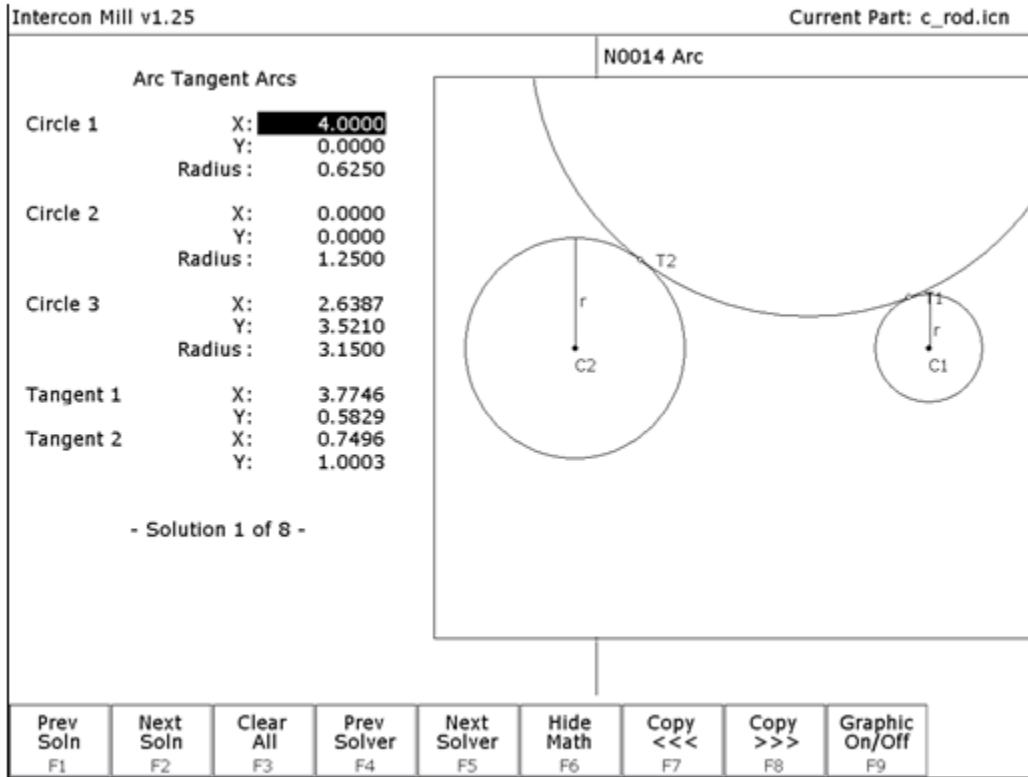 Intercon Mill v1.25 Current Part: c_rod.icn
N0014 Arc
Arc Tangent Arcs
Circle 1 X: 4.0000
Y: 0.0000
Radius: 0.6250
Circle 2 X: 0.0000
Y: 0.0000
Radius: 1.2500
Circle 3 X: 2.6387
Y: 3.5210
Radius: 3.1500
Tangent 1 X: 3.7746
Y: 0.5829
Tangent 2 X: 0.7496
Y: 1.0003
- Solution 1 of 8 -
T2
T1
r
r
C2
C1
Prev Soln F1
Next Soln F2
Clear All F3
Prev Solver F4
Next Solver F5
Hide Math F6
Copy <<< F7
Copy >>> F8
Graphic On/Off F9